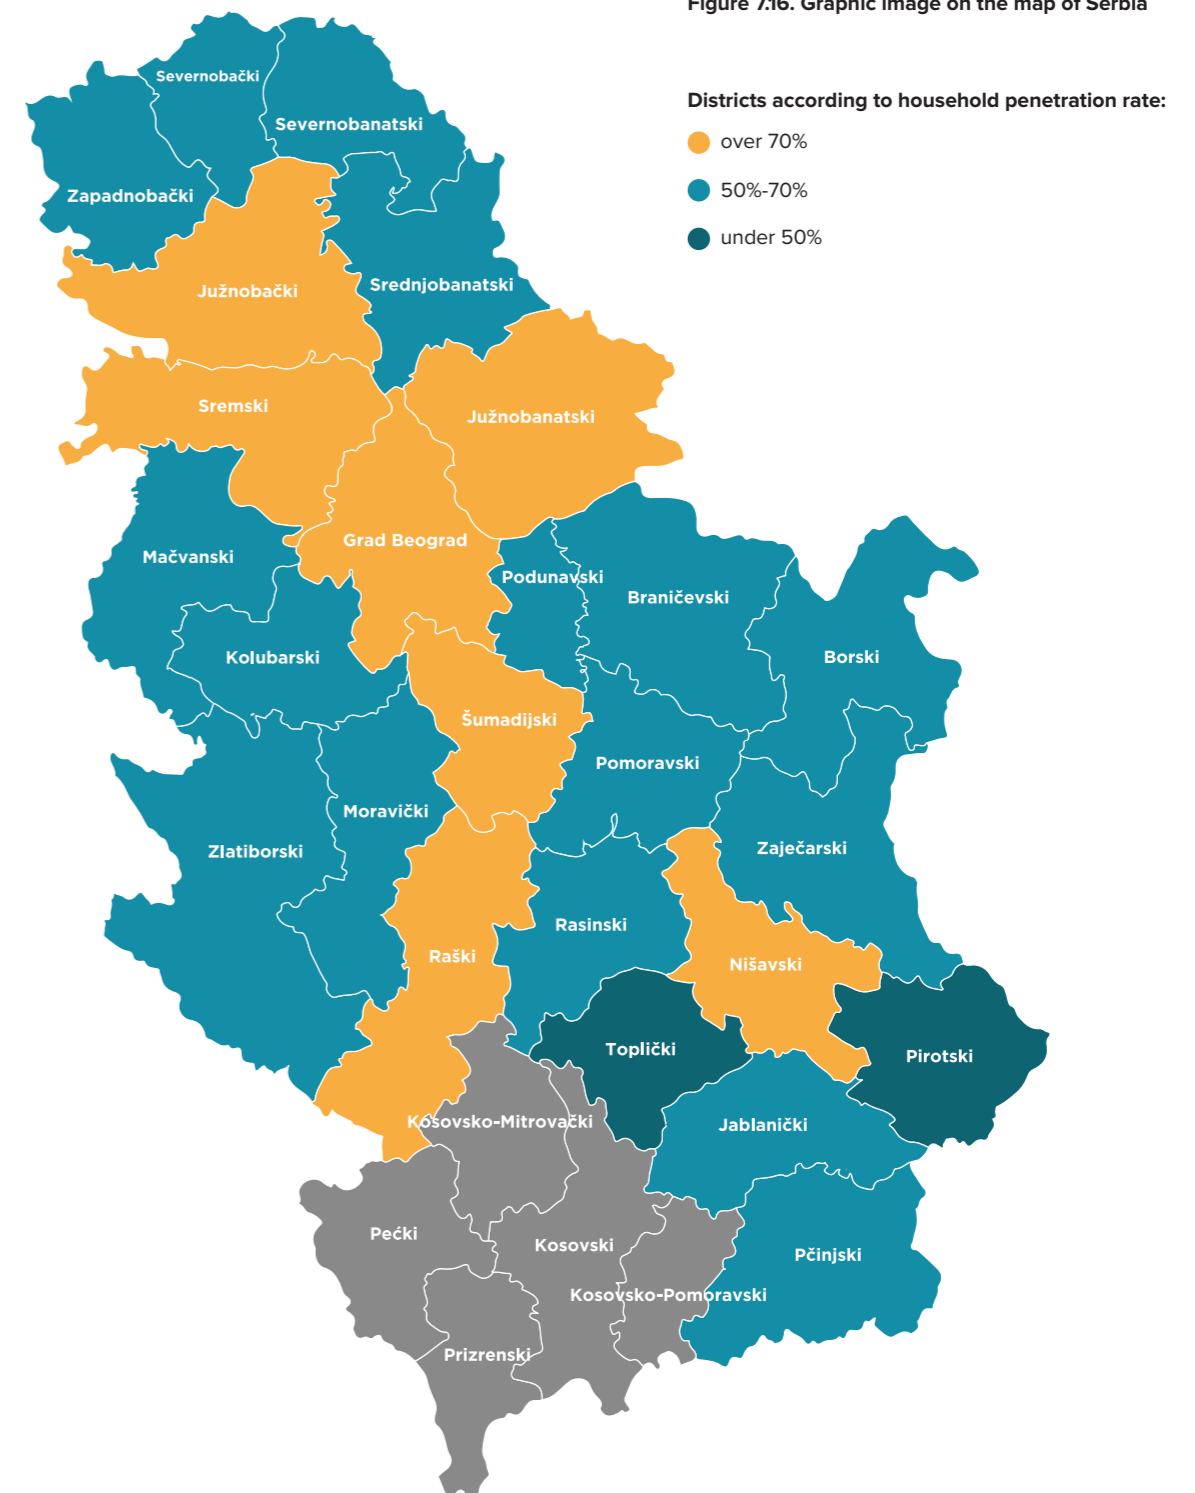 Figure 7.16. Graphic image on the map of Serbia
Districts according to household penetration rate:
over 70%
50%-70%
under 50%
Severnobački
Severnobanatski
Zapadnobački
Južnobački
Srednjobanatski
Sremski
Južnobanatski
Grad Beograd
Mačvanski
Podunavski
Braničevski
Kolubarski
Borski
Šumadijski
Pomoravski
Moravički
Zlatiborski
Zaječarski
Rasinski
Raški
Nišavski
Toplički
Pirotski
Kosovsko-Mitrovački
Jablanički
Pećki
Kosovski
Pčinjski
Kosovsko-Pomoravski
Prizrenski